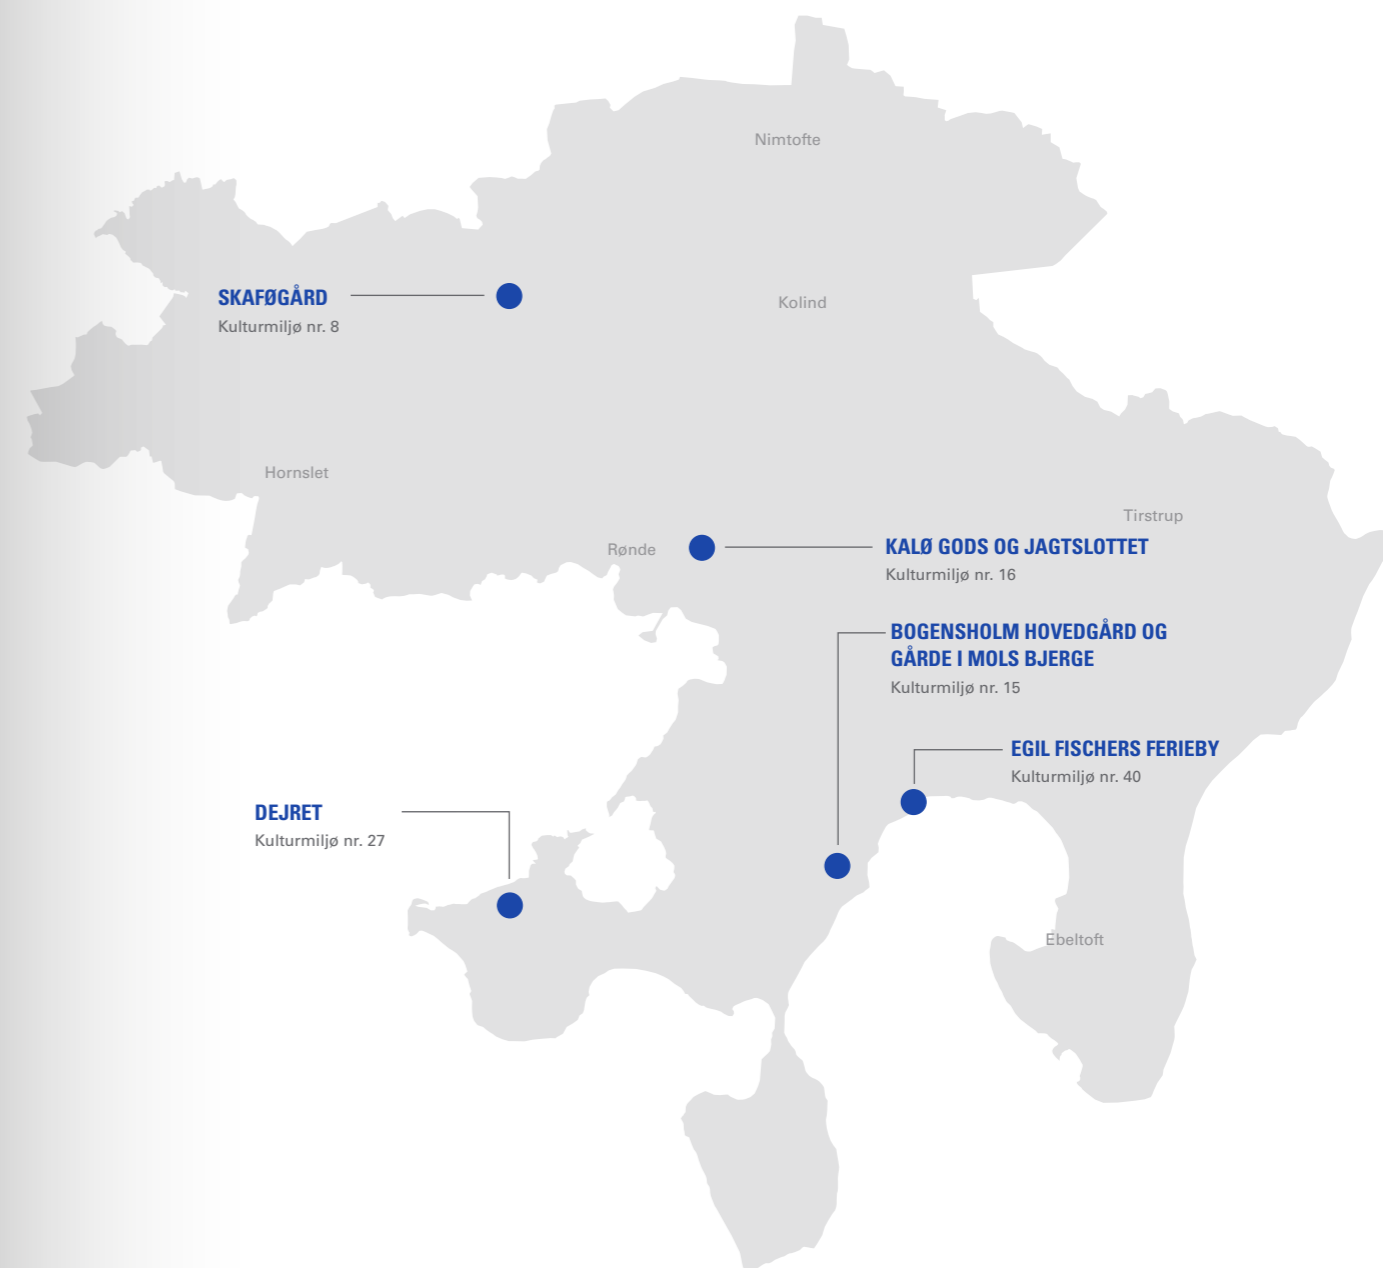 Nimtofte
SKAFØGÅRD
Kulturmiljø nr. 8
Kolind
Hornslet
Tirstrup
Rønde
KALØ GODS OG JAGTSLOTTET
Kulturmiljø nr. 16
BOGENSHOLM HOVEDGÅRD OG
GÅRDE I MOLS BJERGE
Kulturmiljø nr. 15
EGIL FISCHERS FERIEBY
Kulturmiljø nr. 40
DEJRET
Kulturmiljø nr. 27
Ebeltoft